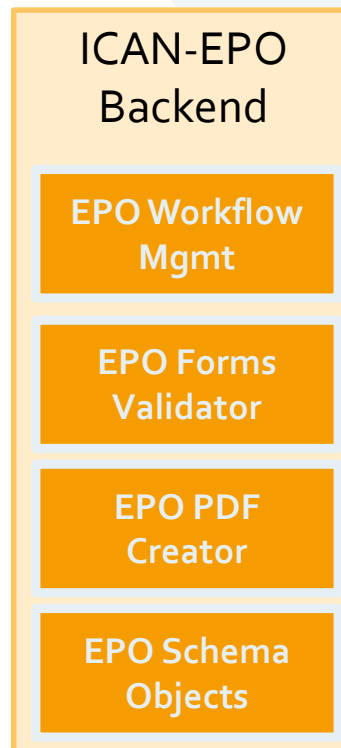 ICAN-EPO
Backend
EPO Workflow
Mgmt
EPO Forms
Validator
EPO PDF
Creator
EPO Schema
Objects